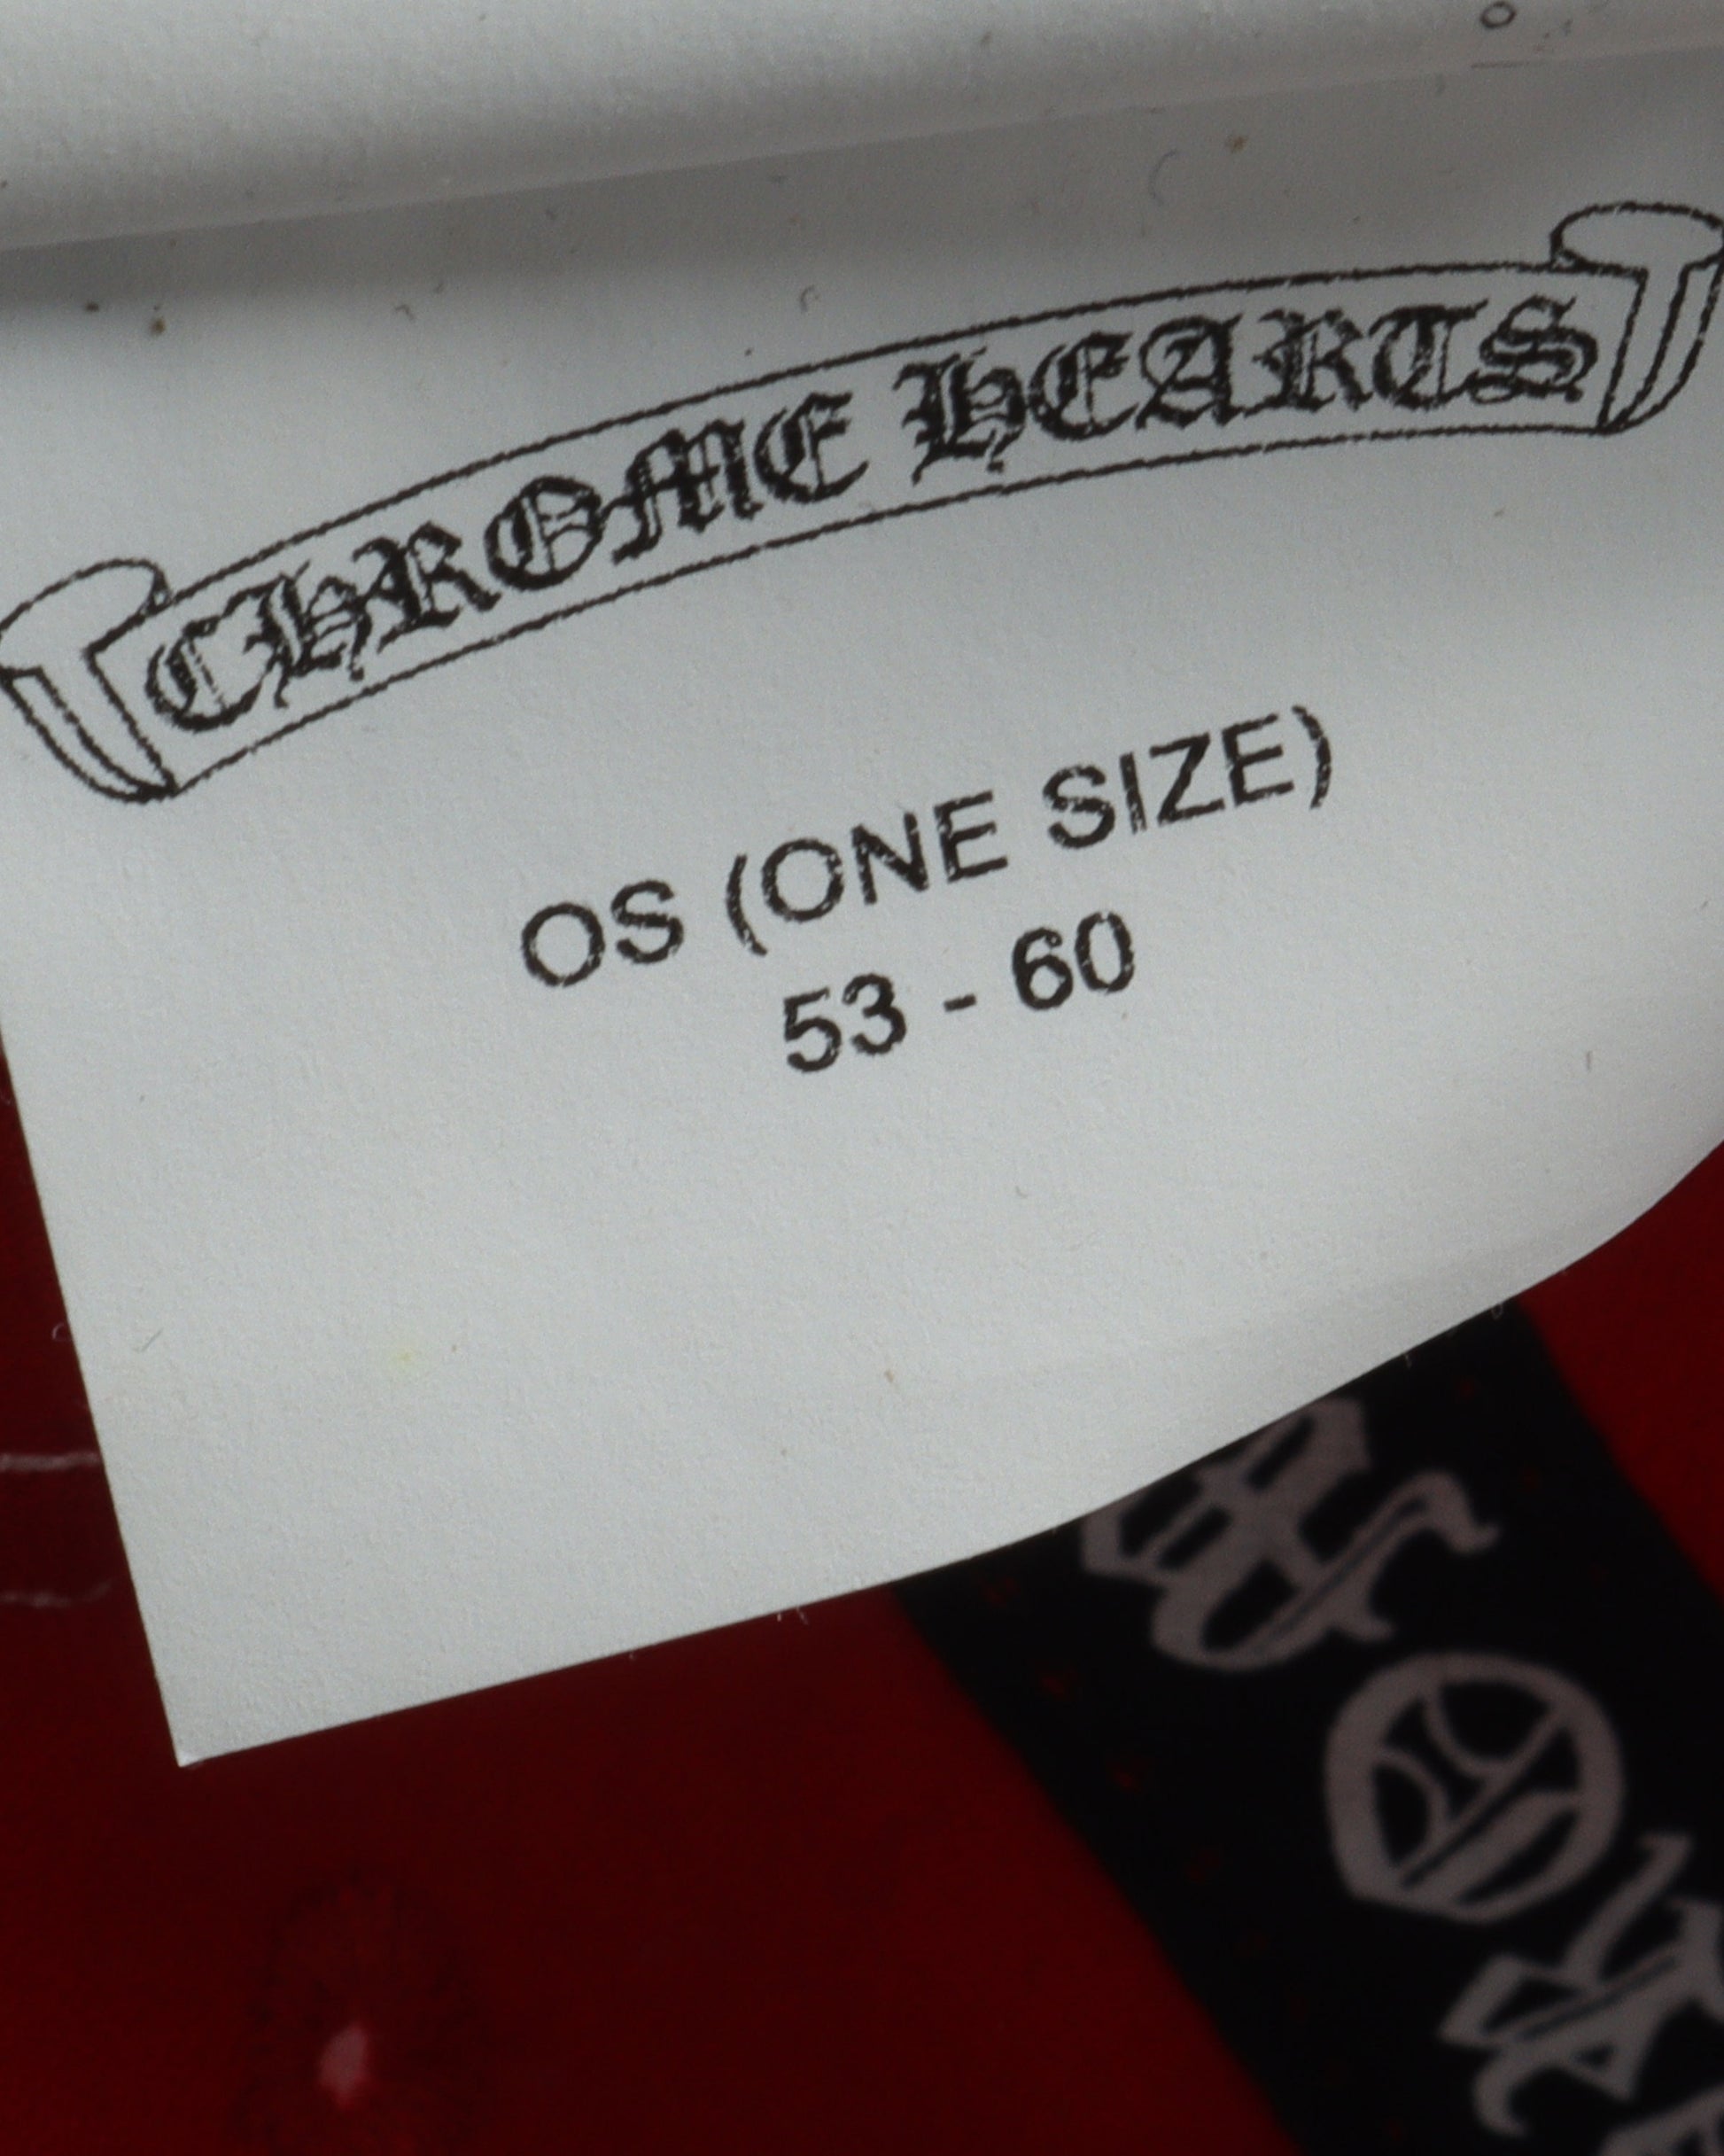 CHROME HEARTS
OS (ONE SIZE)
53 - 60